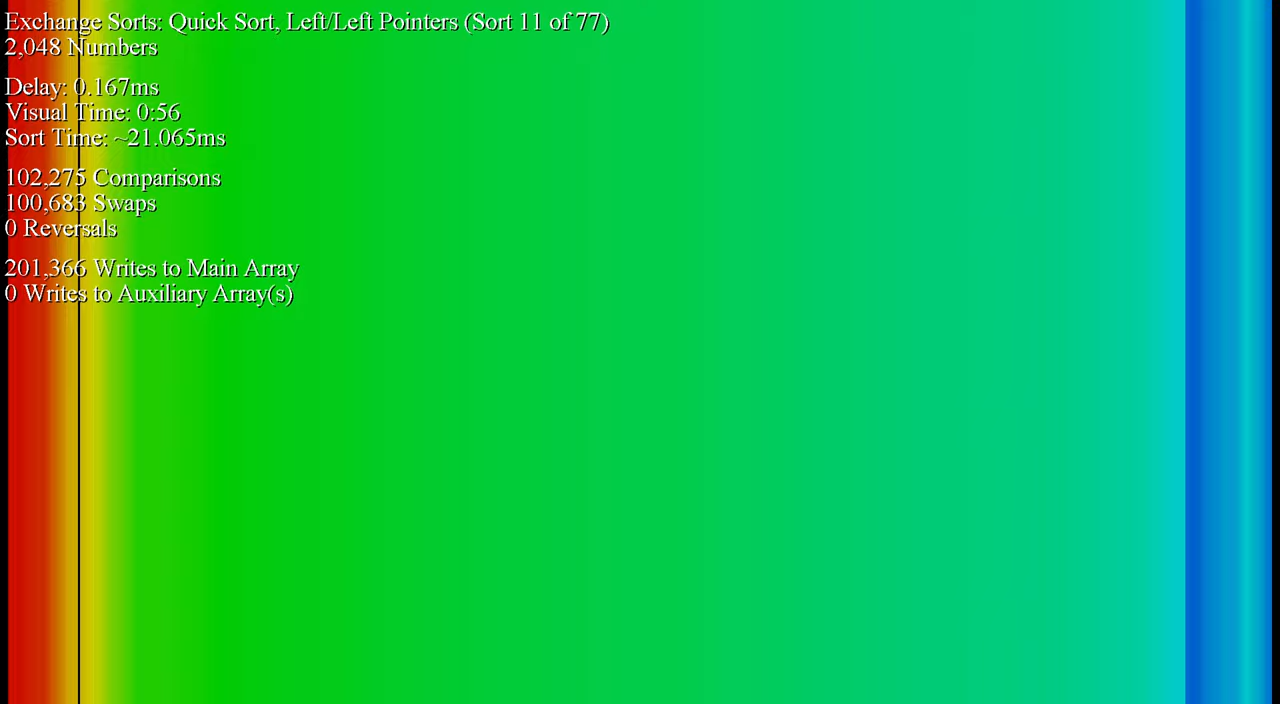 Exchange Sorts: Quick Sort, Left/Left Pointers (Sort 11 of 77)
2,048 Numbers
Delay: 0.167ms
Visual Time: 0:56
Sort Time: ~21.065ms
102,275 Comparisons
100,683 Swaps
0 Reversals
201,366 Writes to Main Array
0 Writes to Auxiliary Array(s)